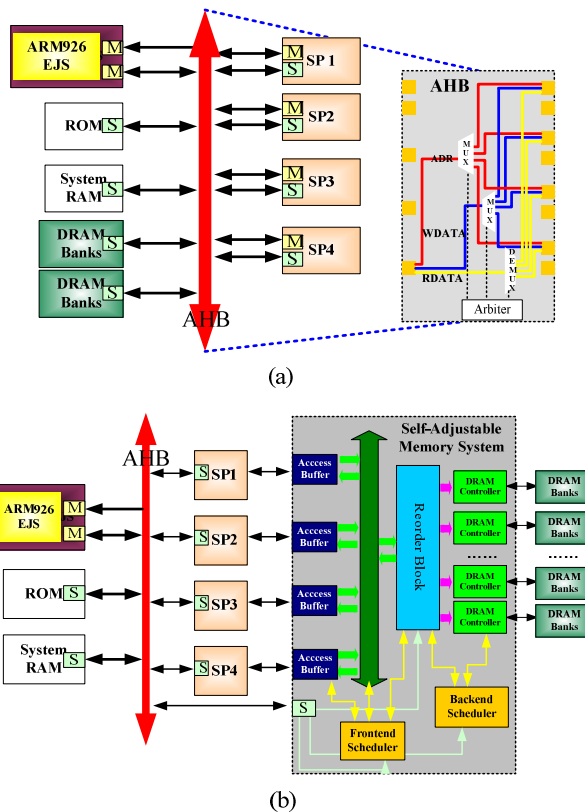 ARM926
EJS
M
M
ROM
S
System
RAM
S
DRAM
Banks
S
DRAM
Banks
S
AHB
M
S
SP 1
M
S
SP2
M
S
SP3
M
S
SP4
AHB
MUX
ADR
MUX
WDATA
DEMUX
RDATA
Arbiter
(a)
AHB
ARM926
EJS
M
M
ROM
S
System
RAM
S
S
SP1
S
SP2
S
SP3
S
SP4
Self-Adjustable
Memory System
Acccess
Buffer
Acccess
Buffer
Acccess
Buffer
Acccess
Buffer
Reorder Block
DRAM
Controller
DRAM
Controller
......
DRAM
Controller
DRAM
Controller
DRAM
Banks
DRAM
Banks
......
DRAM
Banks
DRAM
Banks
S
Frontend
Scheduler
Backend
Scheduler
(b)